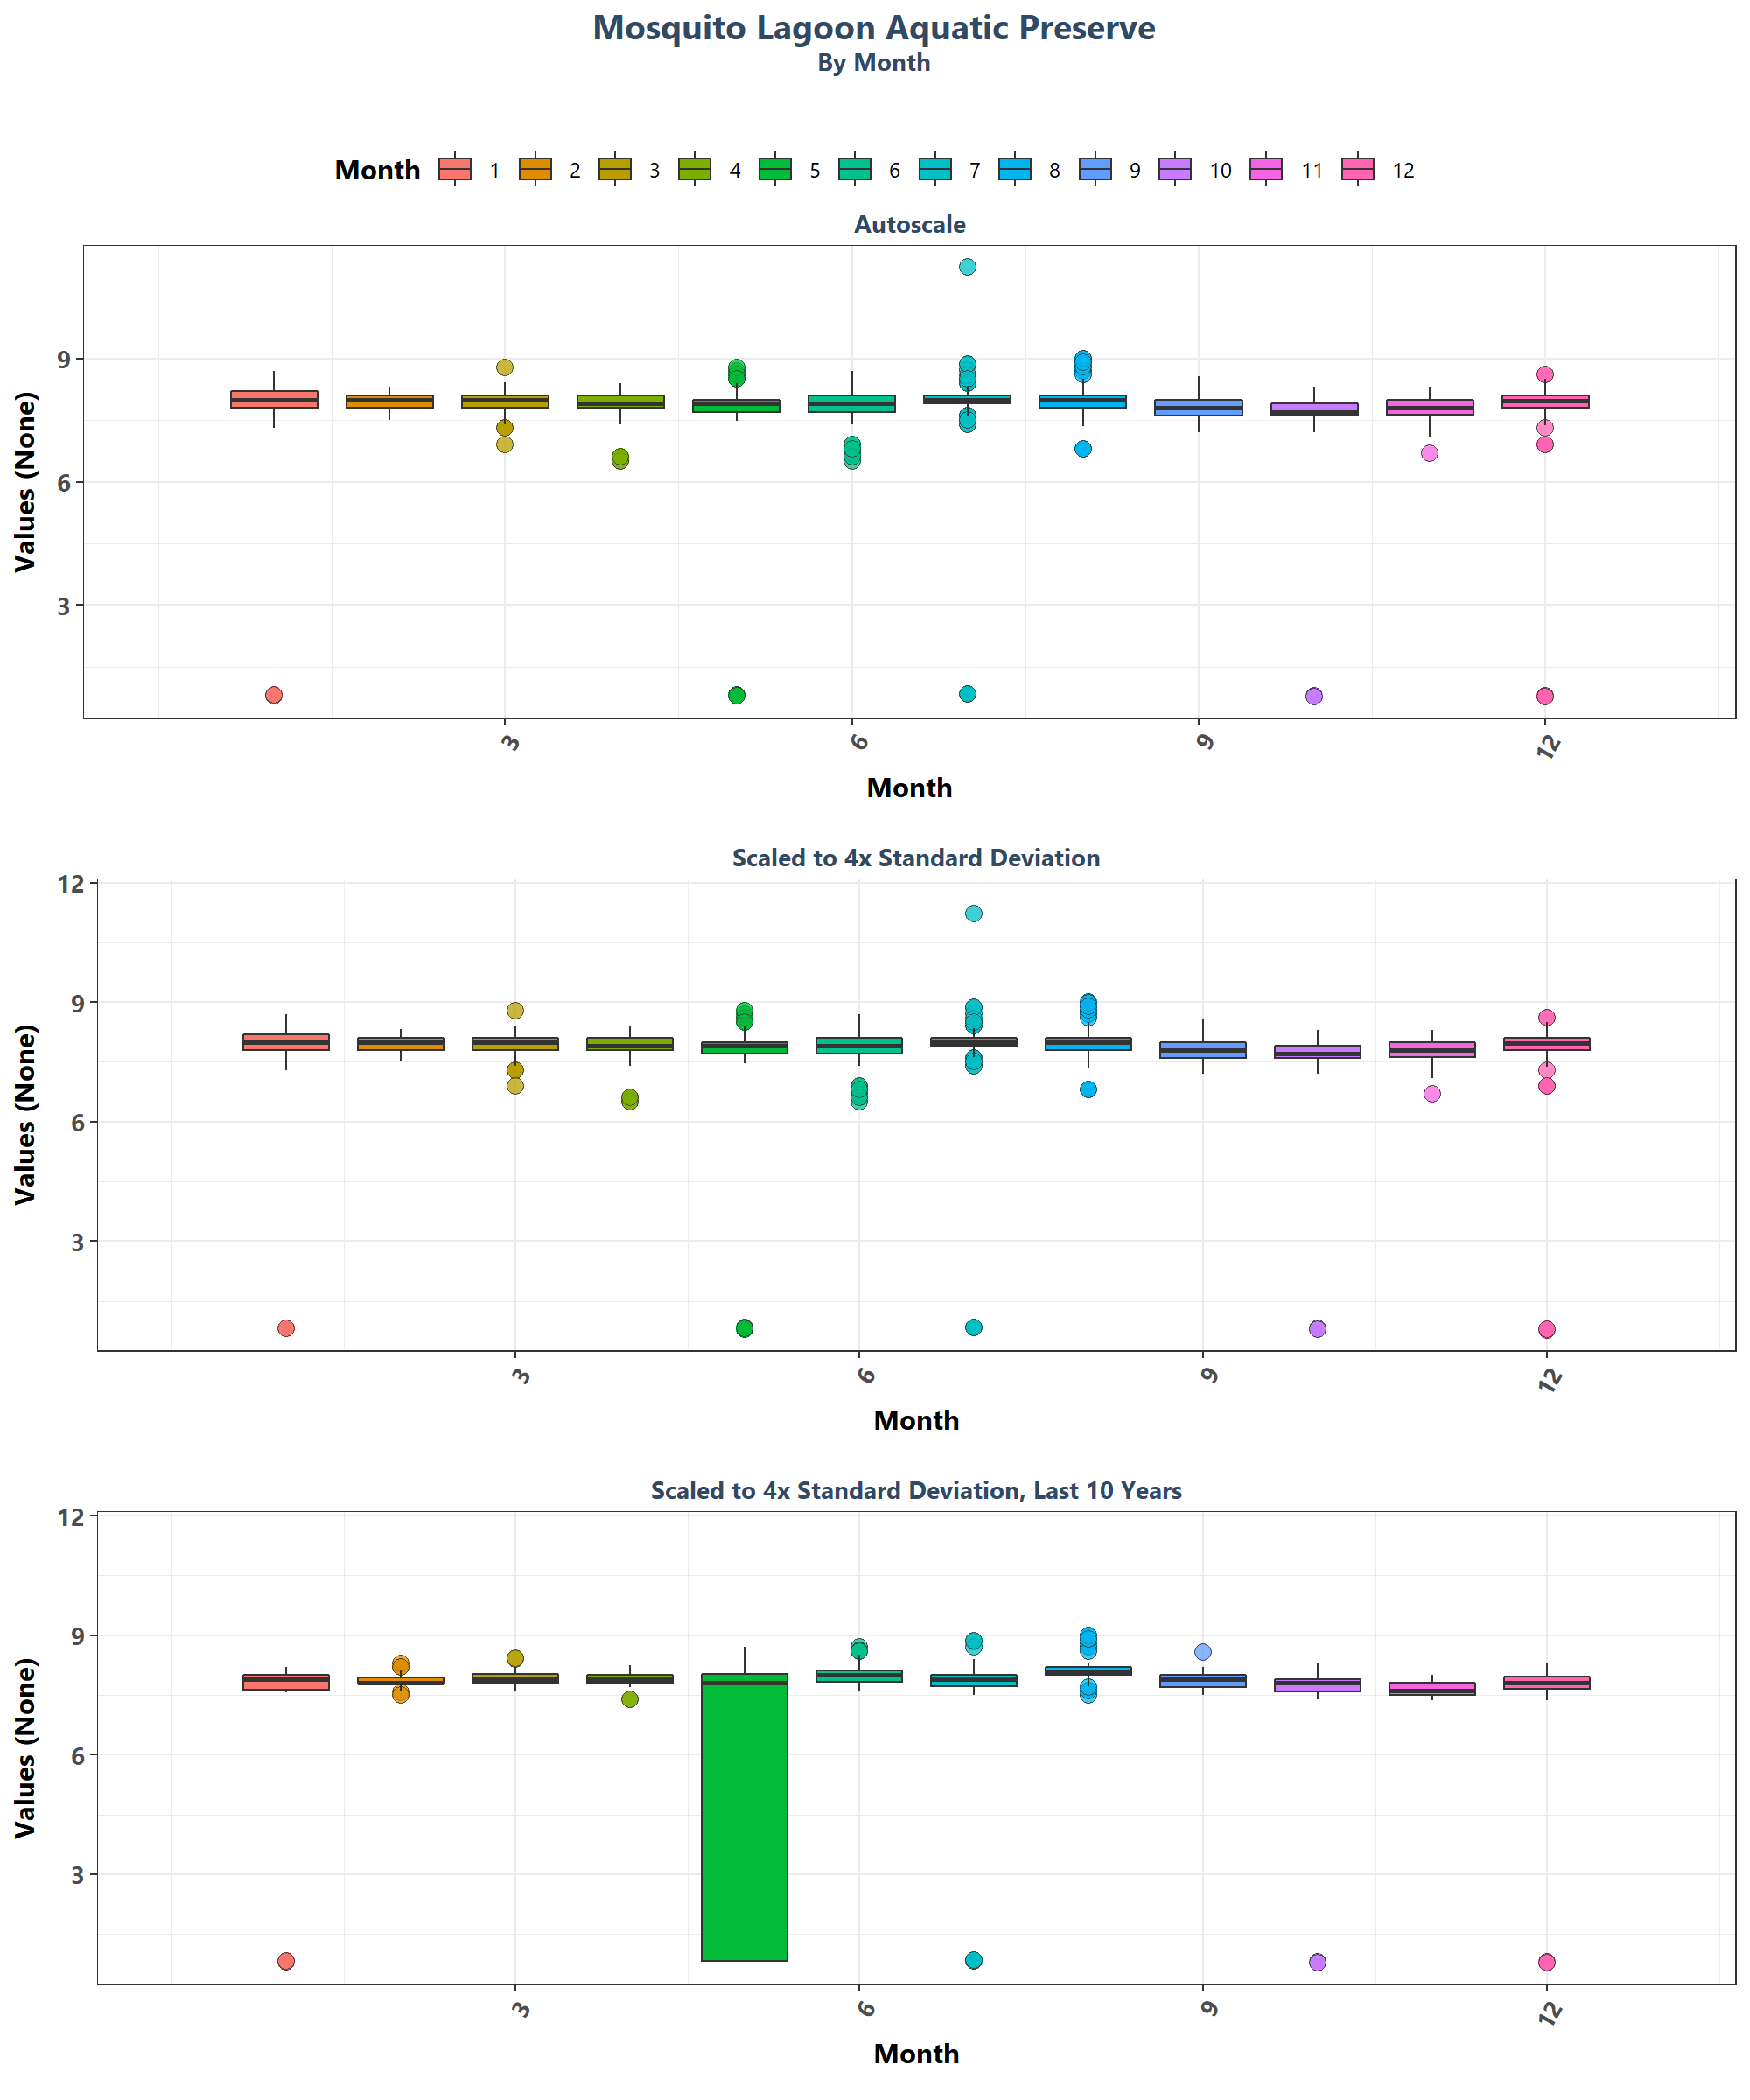 Mosquito Lagoon Aquatic Preserve
By Month
Month 1 2 3 4 5 6 7 8 9 10 11 12
Autoscale
Values (None)
9
6
3
3 6 9 12
Month
Scaled to 4x Standard Deviation
Values (None)
12
9
6
3
3 6 9 12
Month
Scaled to 4x Standard Deviation, Last 10 Years
Values (None)
12
9
6
3
3 6 9 12
Month